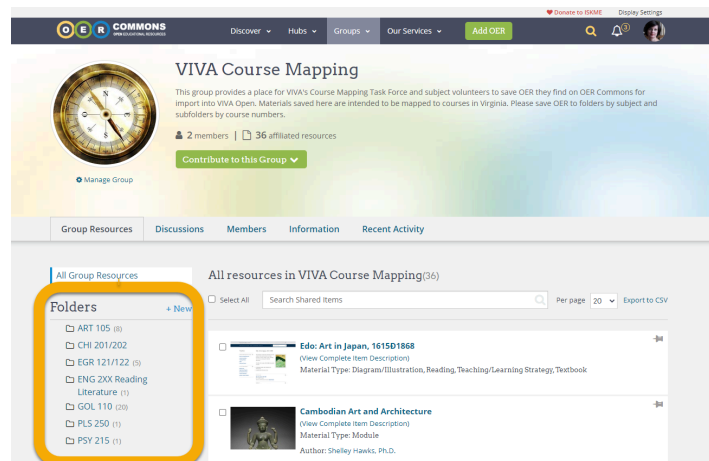 Donate to ISKME Display Settings
OER COMMONS
OPEN EDUCATIONAL RESOURCES
Discover Hubs Groups Our Services Add OER 3
VIVA Course Mapping
This group provides a place for VIVA's Course Mapping Task Force and subject volunteers to save OER they find on OER Commons for
import into VIVA Open. Materials saved here are intended to be mapped to courses in Virginia. Please save OER to folders by subject and
subfolders by course numbers.
2 members | 36 affiliated resources
Contribute to this Group
Manage Group
Group Resources Discussions Members Information Recent Activity
All Group Resources
Folders + New
ART 105 (8)
CHI 201/202
EGR 121/122 (5)
ENG 2XX Reading
Literature (1)
GOL 110 (20)
PLS 250 (1)
PSY 215 (1)
All resources in VIVA Course Mapping(36)
Select All Search Shared Items Per page 20 Export to CSV
Edo: Art in Japan, 1615Ð1868
(View Complete Item Description)
Material Type: Diagram/Illustration, Reading, Teaching/Learning Strategy, Textbook
Cambodian Art and Architecture
(View Complete Item Description)
Material Type: Module
Author: Shelley Hawks, Ph.D.